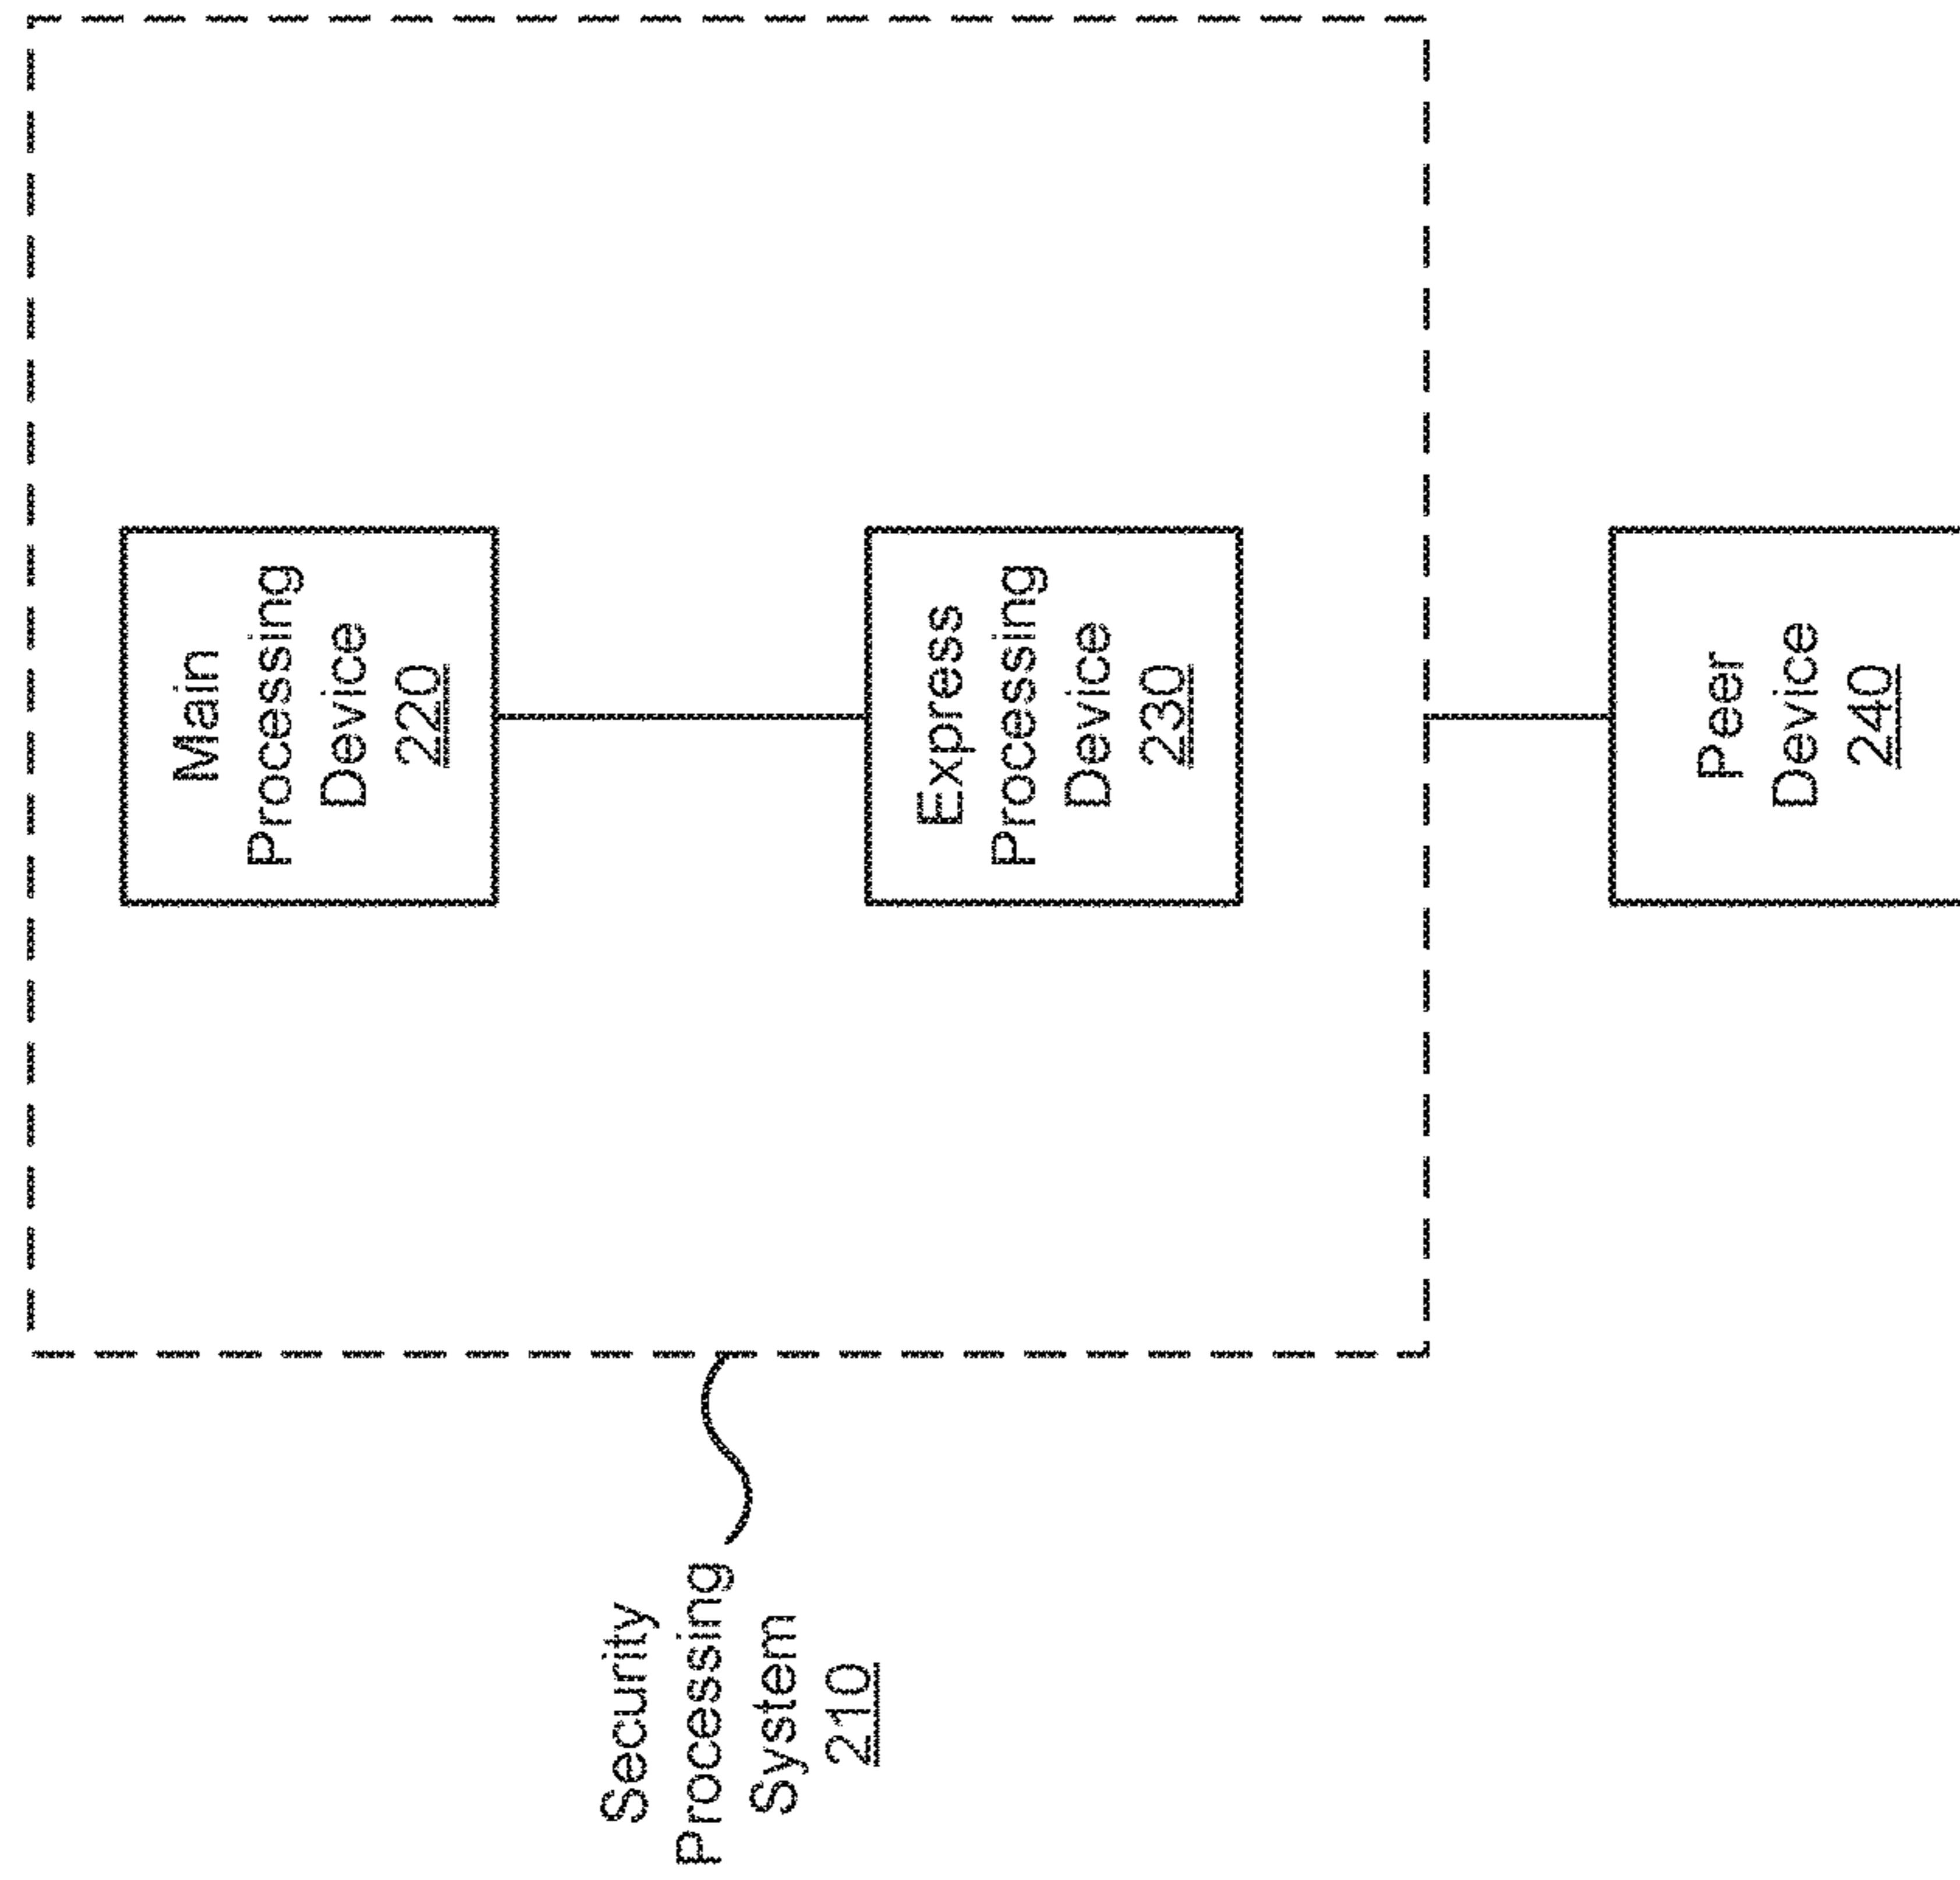 Main
Processing
Device
220
Express
Processing
Device
230
Peer
Device
240
Security
Processing
System
210